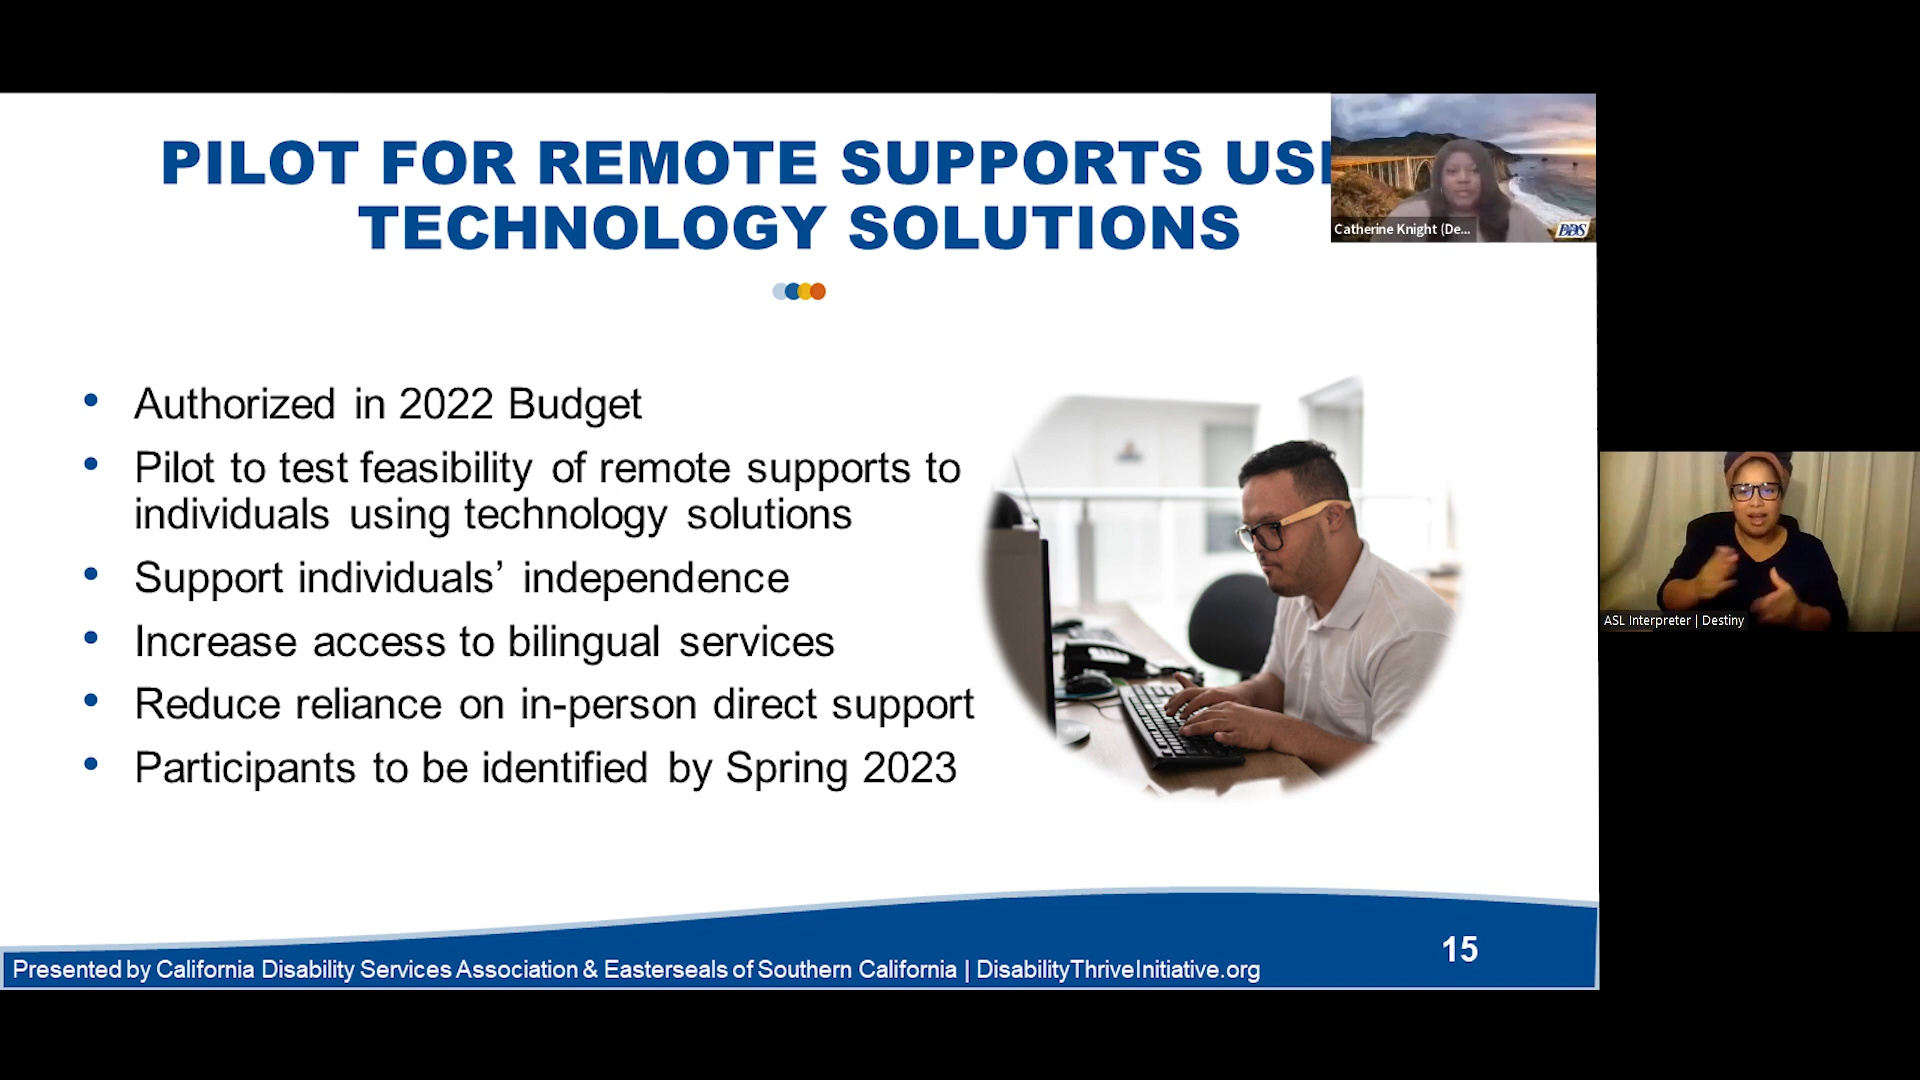 PILOT FOR REMOTE SUPPORTS USI
TECHNOLOGY SOLUTIONS
Catherine Knight (De...
DDS
• Authorized in 2022 Budget
• Pilot to test feasibility of remote supports to
individuals using technology solutions
• Support individuals’ independence
• Increase access to bilingual services
• Reduce reliance on in-person direct support
• Participants to be identified by Spring 2023
ASL Interpreter | Destiny
15
Presented by California Disability Services Association & Easterseals of Southern California | DisabilityThriveInitiative.org